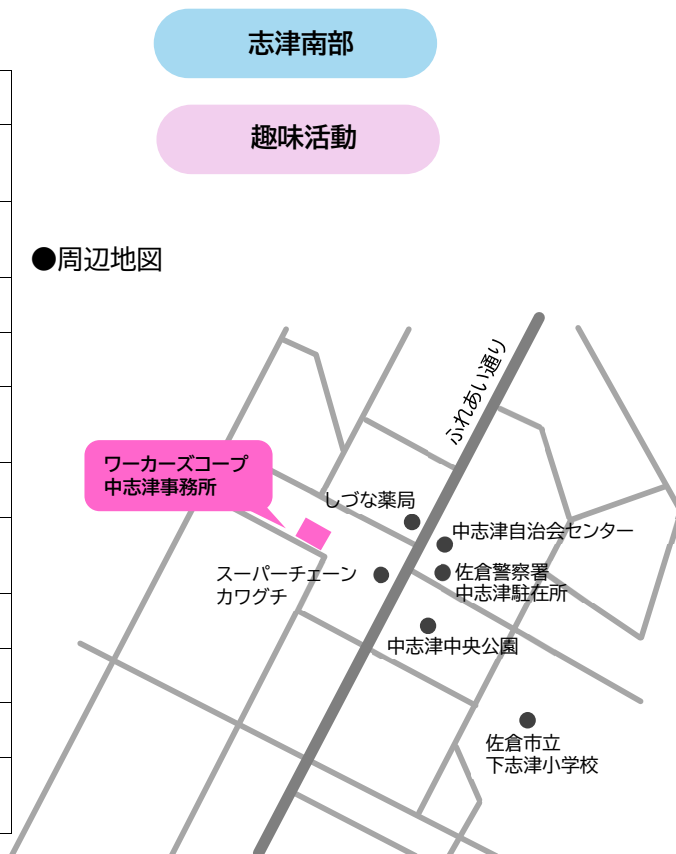 志津南部
趣味活動
●周辺地図
ふれあい通り
ワーカーズコープ
中志津事務所
しづな薬局
中志津自治会センター
スーパーチェーン
カワグチ
佐倉警察署
中志津駐在所
中志津中央公園
佐倉市立
下志津小学校